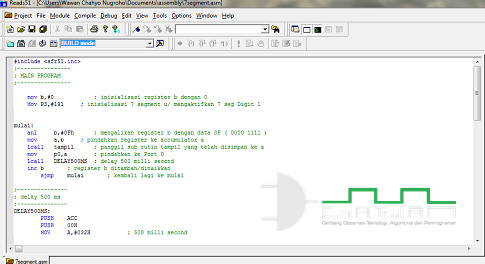 Reads51 - [C:\Users\Wawan Chahyo Nugroho\Documents\assembly\7segment.asm]
File Project Module Edit View Build Debug Tools Options Window Help
BUILD mode
#include <sfr51.inc>
;---------------
; MAIN PROGRAM
;---------------
mov b,#0 ; inisialisasi register b dengan 0
Mov P3,#191 ; inisialisasi 7 segment u/ mengaktifkan 7 seg Digit 1
mulai:
anl b,#0Fh ; mengalikan register b dengan data 0F ( 0000 1111 )
mov a,b ; pindahkan register ke accumulator a
lcall tampil ; panggil sub rutin tampil yang telah disimpan ke a
mov p0,a ; pindahkan ke Port 0
lcall DELAY500MS ; delay 500 milli second
inc b ; register b ditambah/dinaikkan
sjmp mulai ; kembali lagi ke mulai
;---------------
; delay 500 ms
;---------------
DELAY500MS:
PUSH ACC
PUSH 00H
MOV A,#032H ; 500 milli second
Gerbang Observasi Teknologi, Algoritma dan Pemrograman
7segment.asm